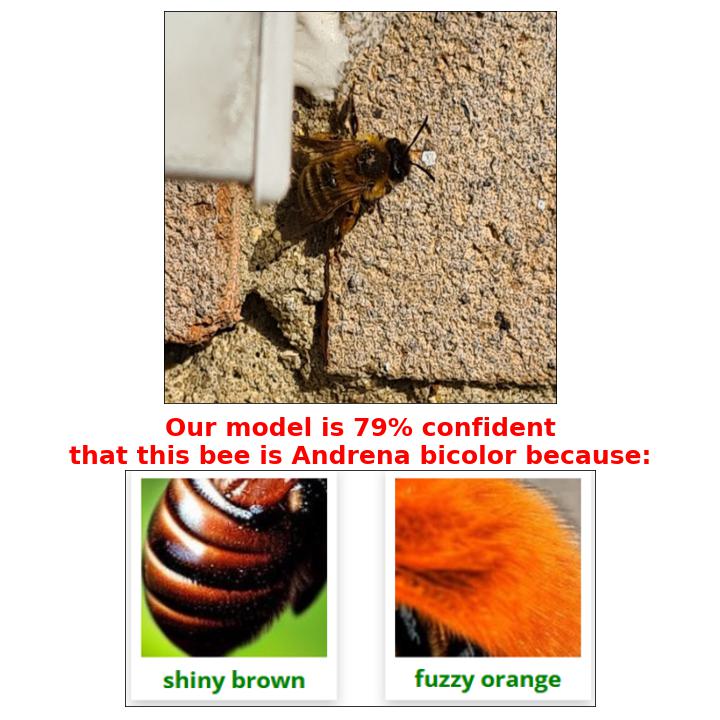 Our model is 79% confident
that this bee is Andrena bicolor because:
shiny brown
fuzzy orange